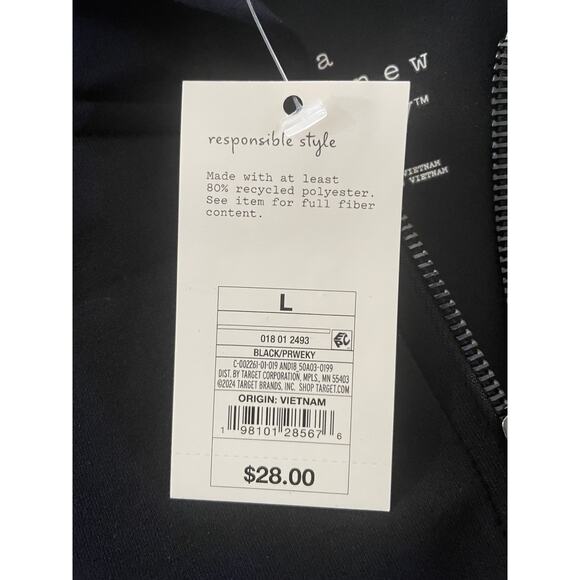 a
new
™
VIETNAM
VIETNAM
responsible style
Made with at least
80% recycled polyester.
See item for full fiber
content.
L
018 01 2493
BLACK/PRWEKY
C-002261-01-019 AND18_50A03-0199
DIST. BY TARGET CORPORATION, MPLS., MN 55403
©2024 TARGET BRANDS, INC. SHOP TARGET.COM
ORIGIN: VIETNAM
1 98101 28567 6
$28.00